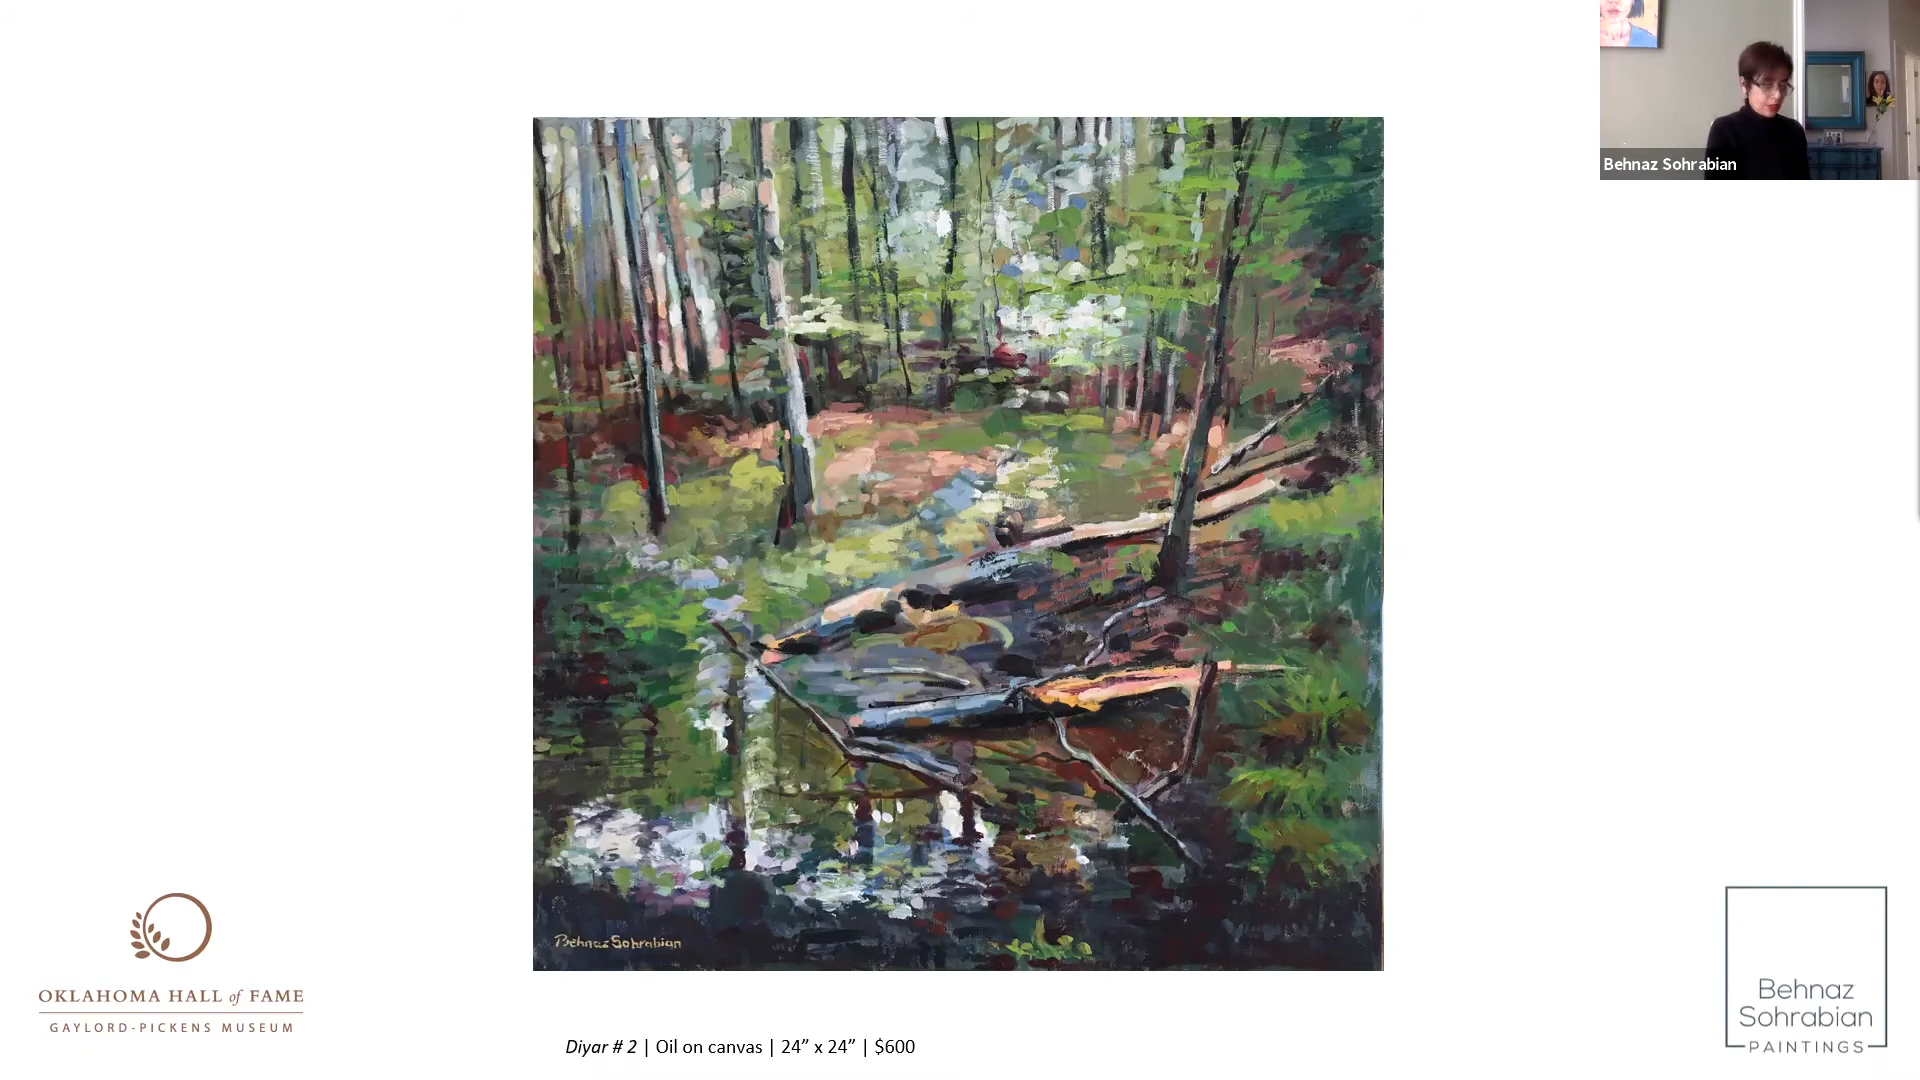 Behnaz Sohrabian
Behnaz Sohrabian
OKLAHOMA HALL of FAME
GAYLORD-PICKENS MUSEUM
Diyar # 2 | Oil on canvas | 24” x 24” | $600
Behnaz
Sohrabian
PAINTINGS